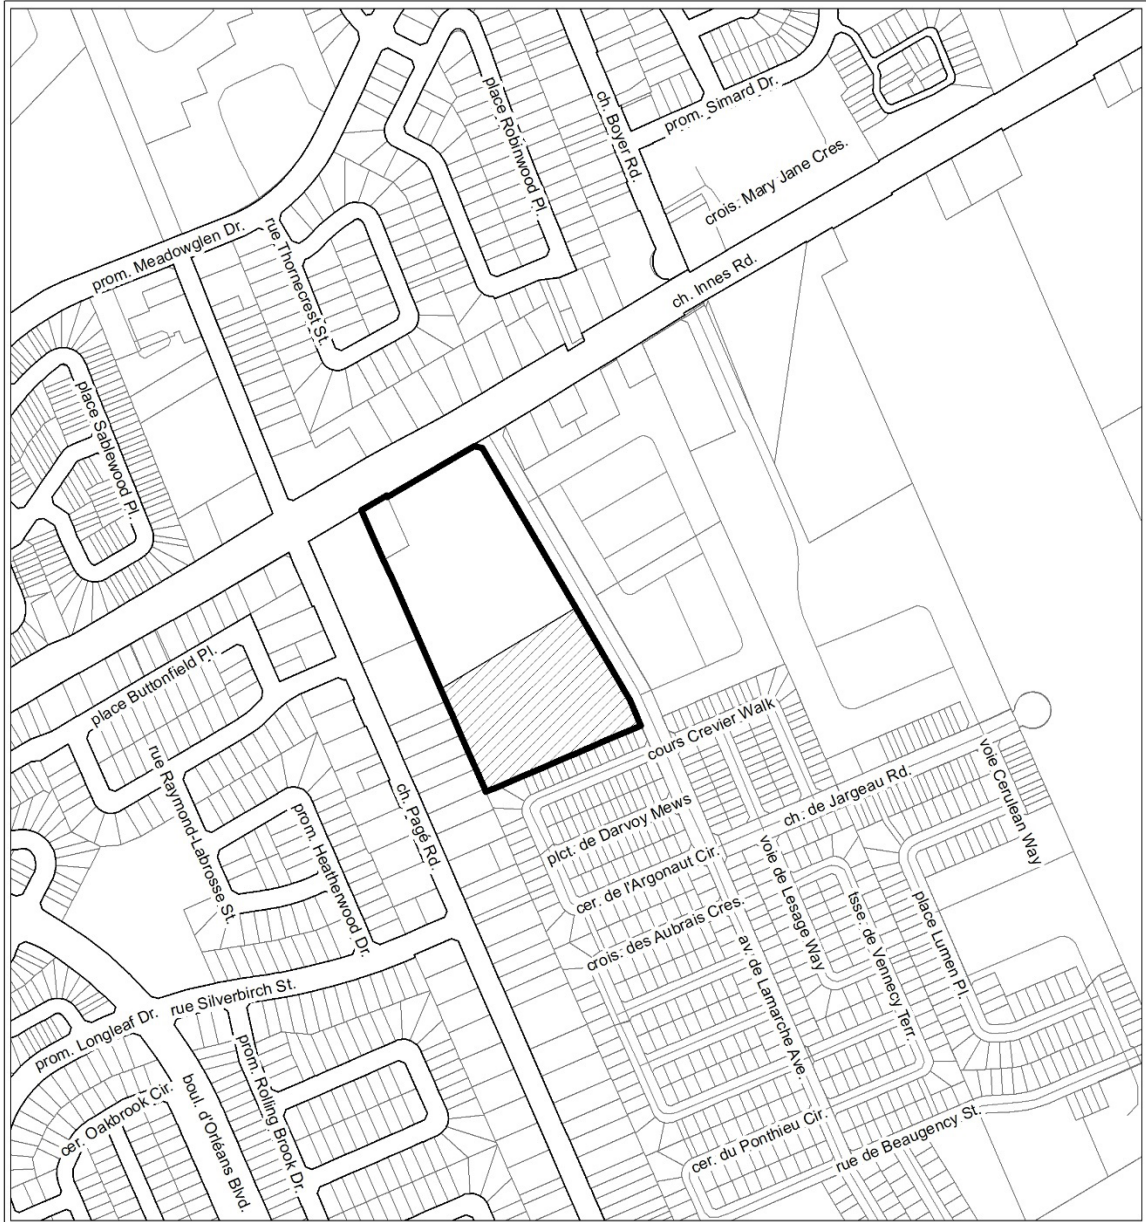 place Robinwood Pl.
ch. Boyer Rd.
prom. Simard Dr.
crois. Mary Jane Cres.
prom. Meadowglen Dr.
rue Thornecrest St.
ch. Innes Rd.
place Sablewood Pl.
place Buttonfield Pl.
rue Raymond-Labrosse St.
prom. Heatherwood Dr.
ch. Pagé Rd.
cours Crevier Walk
plct. de Darvoy Mews
ch. de Jargeau Rd.
voie Cerulean Way
cer. de l'Argonaut Cir.
voie de Lesage Way
tsse. de Vennecy Terr.
place Lumen Pl.
crois. des Aubrais Cres.
av. de Lamarche Ave.
rue Silverbirch St.
prom. Longleaf Dr.
prom. Rolling Brook Dr.
cer. Oakbrook Cir.
boul. d'Orléans Blvd.
cer. du Ponthieu Cir.
rue de Beaugency St.